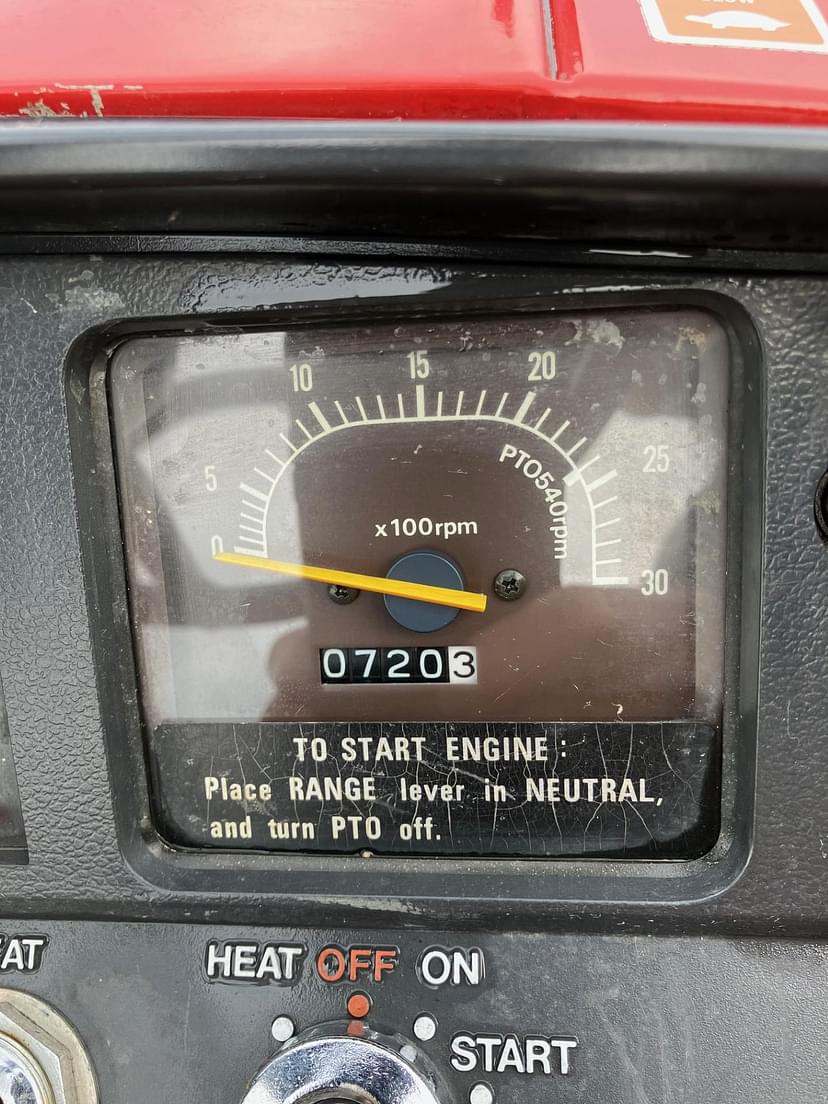 10 15 20
5 25
PTO540rpm
x100rpm
0 30
07203
TO START ENGINE :
Place RANGE lever in NEUTRAL,
and turn PTO off.
HEAT OFF ON
START